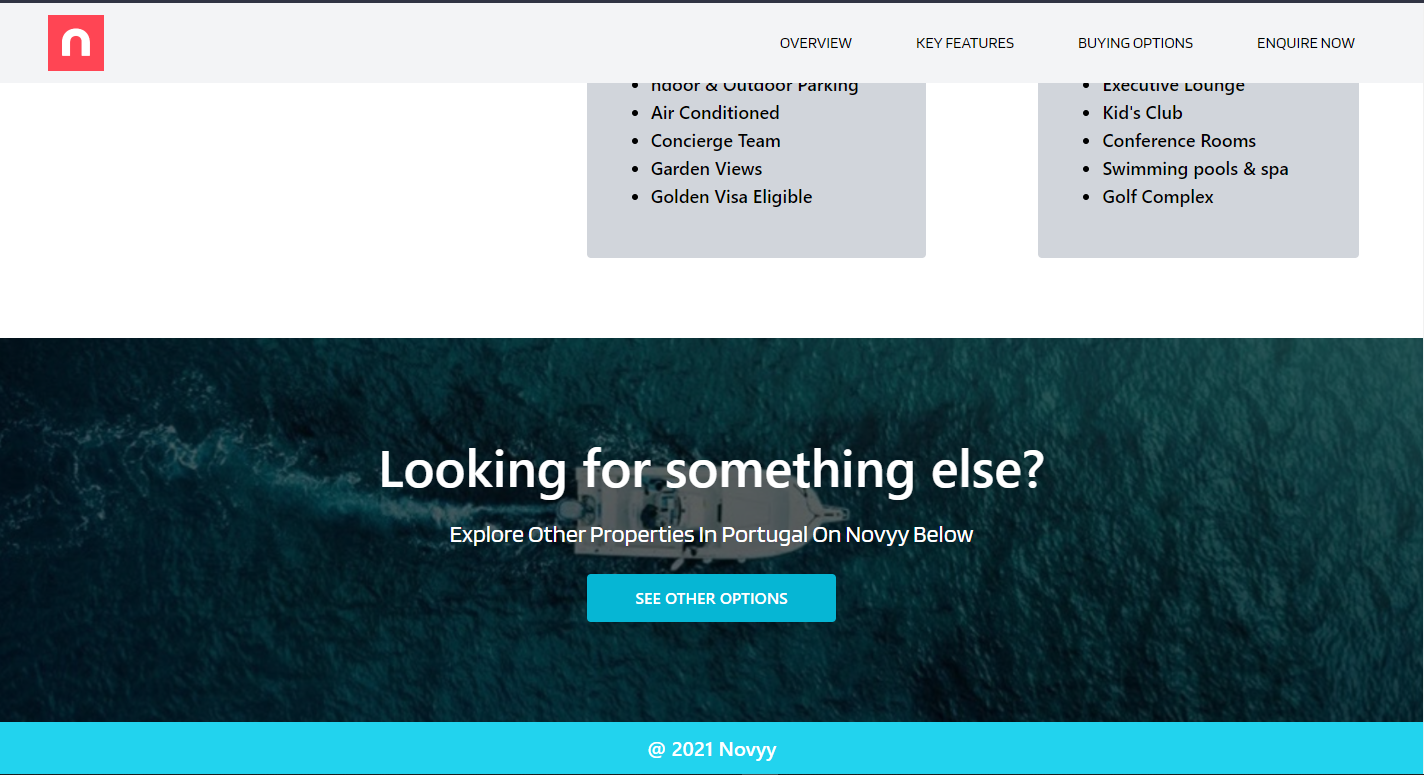 n
OVERVIEW
KEY FEATURES
BUYING OPTIONS
ENQUIRE NOW
ndoor & Outdoor Parking
Air Conditioned
Concierge Team
Garden Views
Golden Visa Eligible
Executive Lounge
Kid's Club
Conference Rooms
Swimming pools & spa
Golf Complex
Looking for something else?
Explore Other Properties In Portugal On Novyy Below
SEE OTHER OPTIONS
@ 2021 Novyy